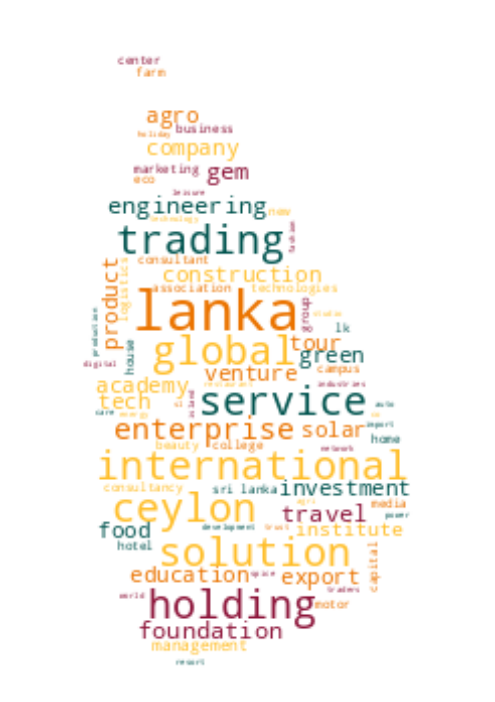 center
farm
agro
business
holiday
company
marketing
gem
eco
leisure
engineering
new
technology
trading
fashion
consultant
construction
product
logistics
association
technologies
lanka
group
studio
production
lk
house
global
tour
green
digital
venture
campus
academy
restaurant
industries
tech
island
service
auto
care
energy
enterprise
solar
import
home
beauty
college
network
international
consultancy
sri lanka
investment
agri
ceylon
travel
media
power
food
development
trust
institute
hotel
solution
capital
education
spice
export
traders
world
holding
motor
foundation
management
resort